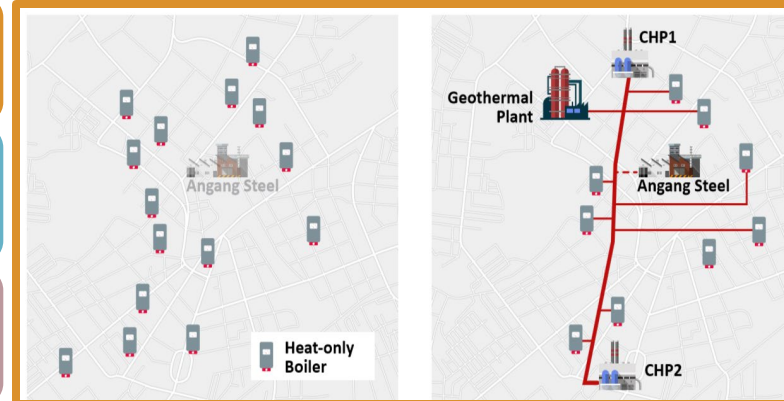 Angang Steel
Heat-only
Boiler
CHP1
Geothermal
Plant
Angang Steel
CHP2